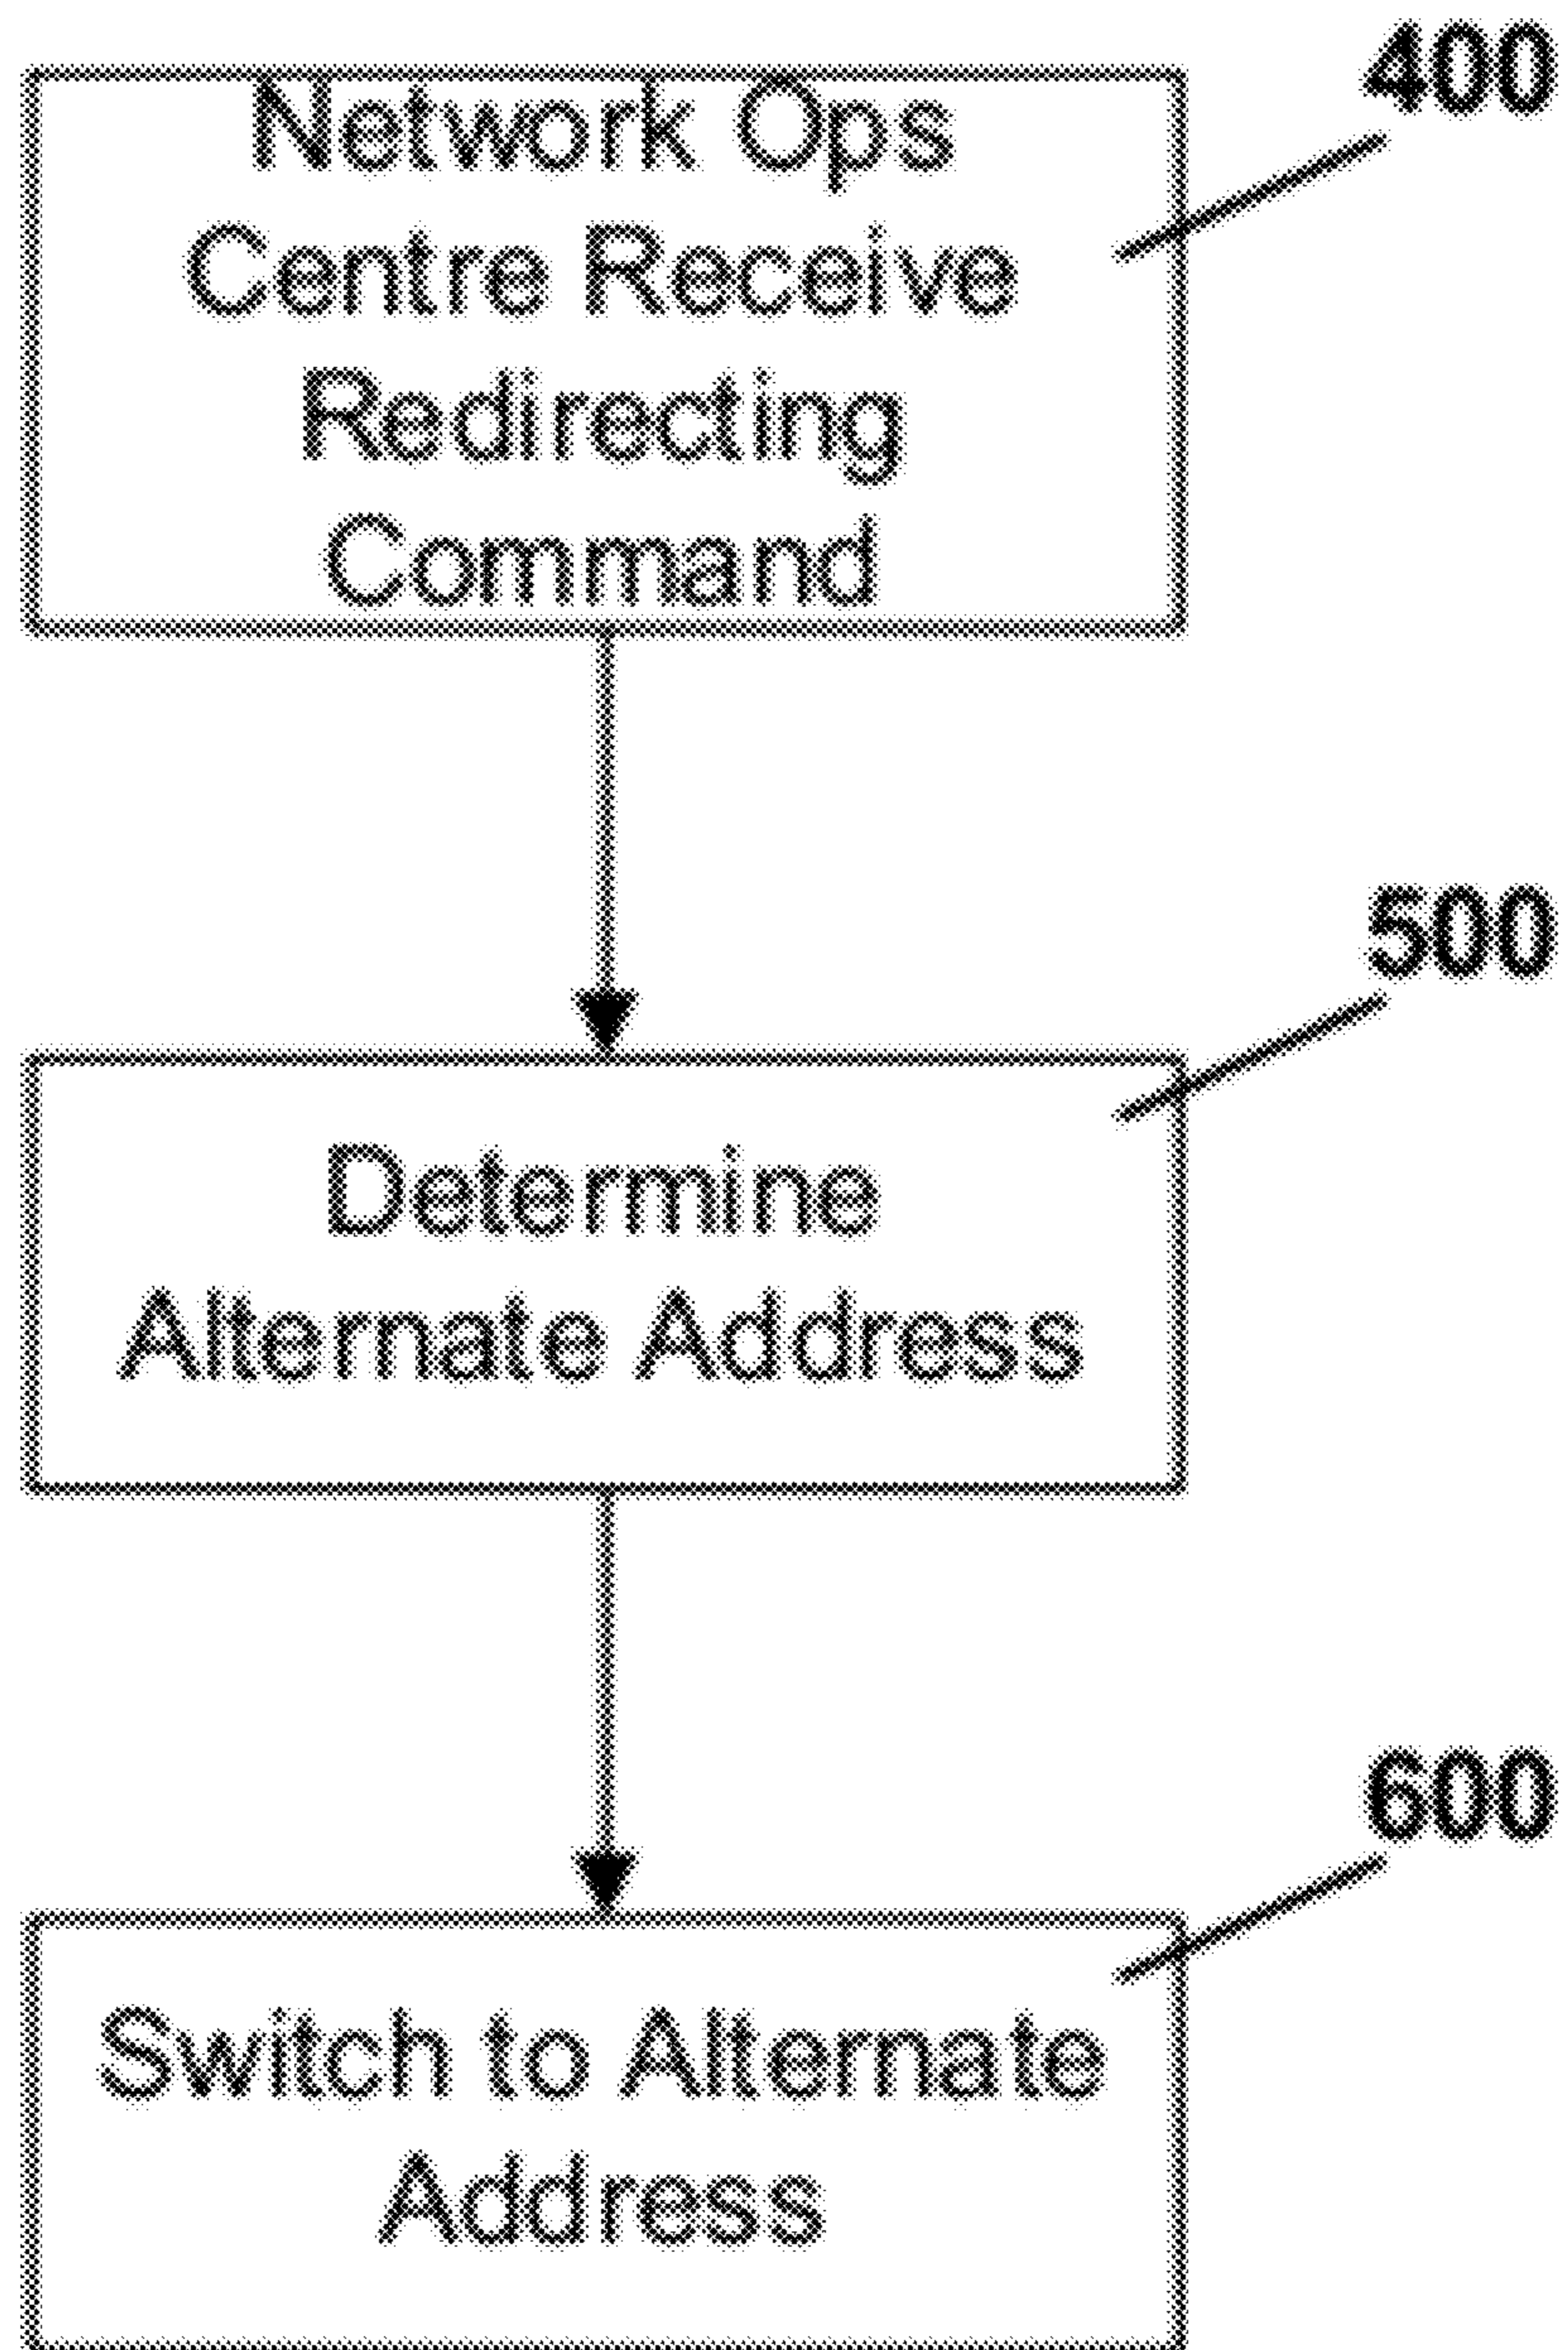 400
Network Ops
Centre Receive
Redirecting
Command
500
Determine
Alternate Address
600
Switch to Alternate
Address